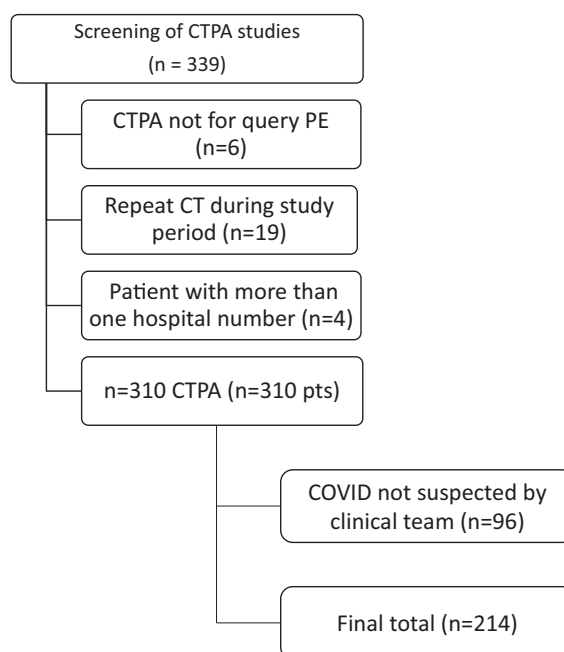 Screening of CTPA studies
(n = 339)
CTPA not for query PE
(n=6)
Repeat CT during study
period (n=19)
Patient with more than
one hospital number (n=4)
n=310 CTPA (n=310 pts)
COVID not suspected by
clinical team (n=96)
Final total (n=214)